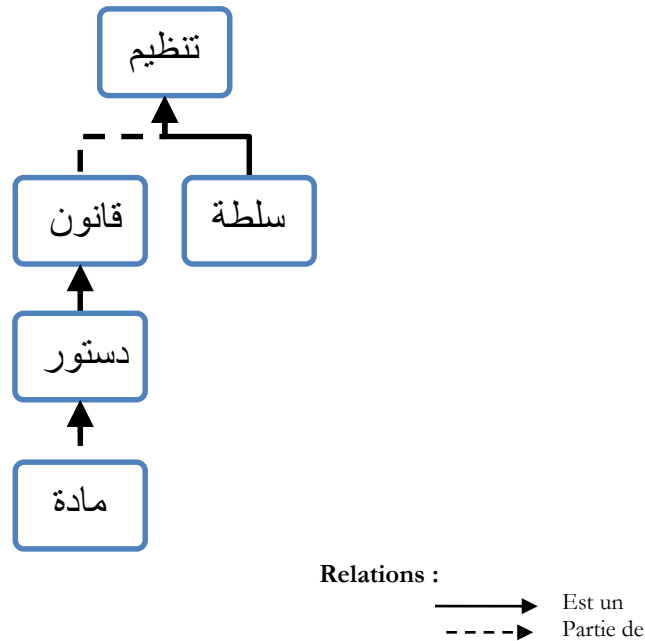 تنظيم
قانون
سلطة
دستور
مادة
Relations :
Est un
Partie de